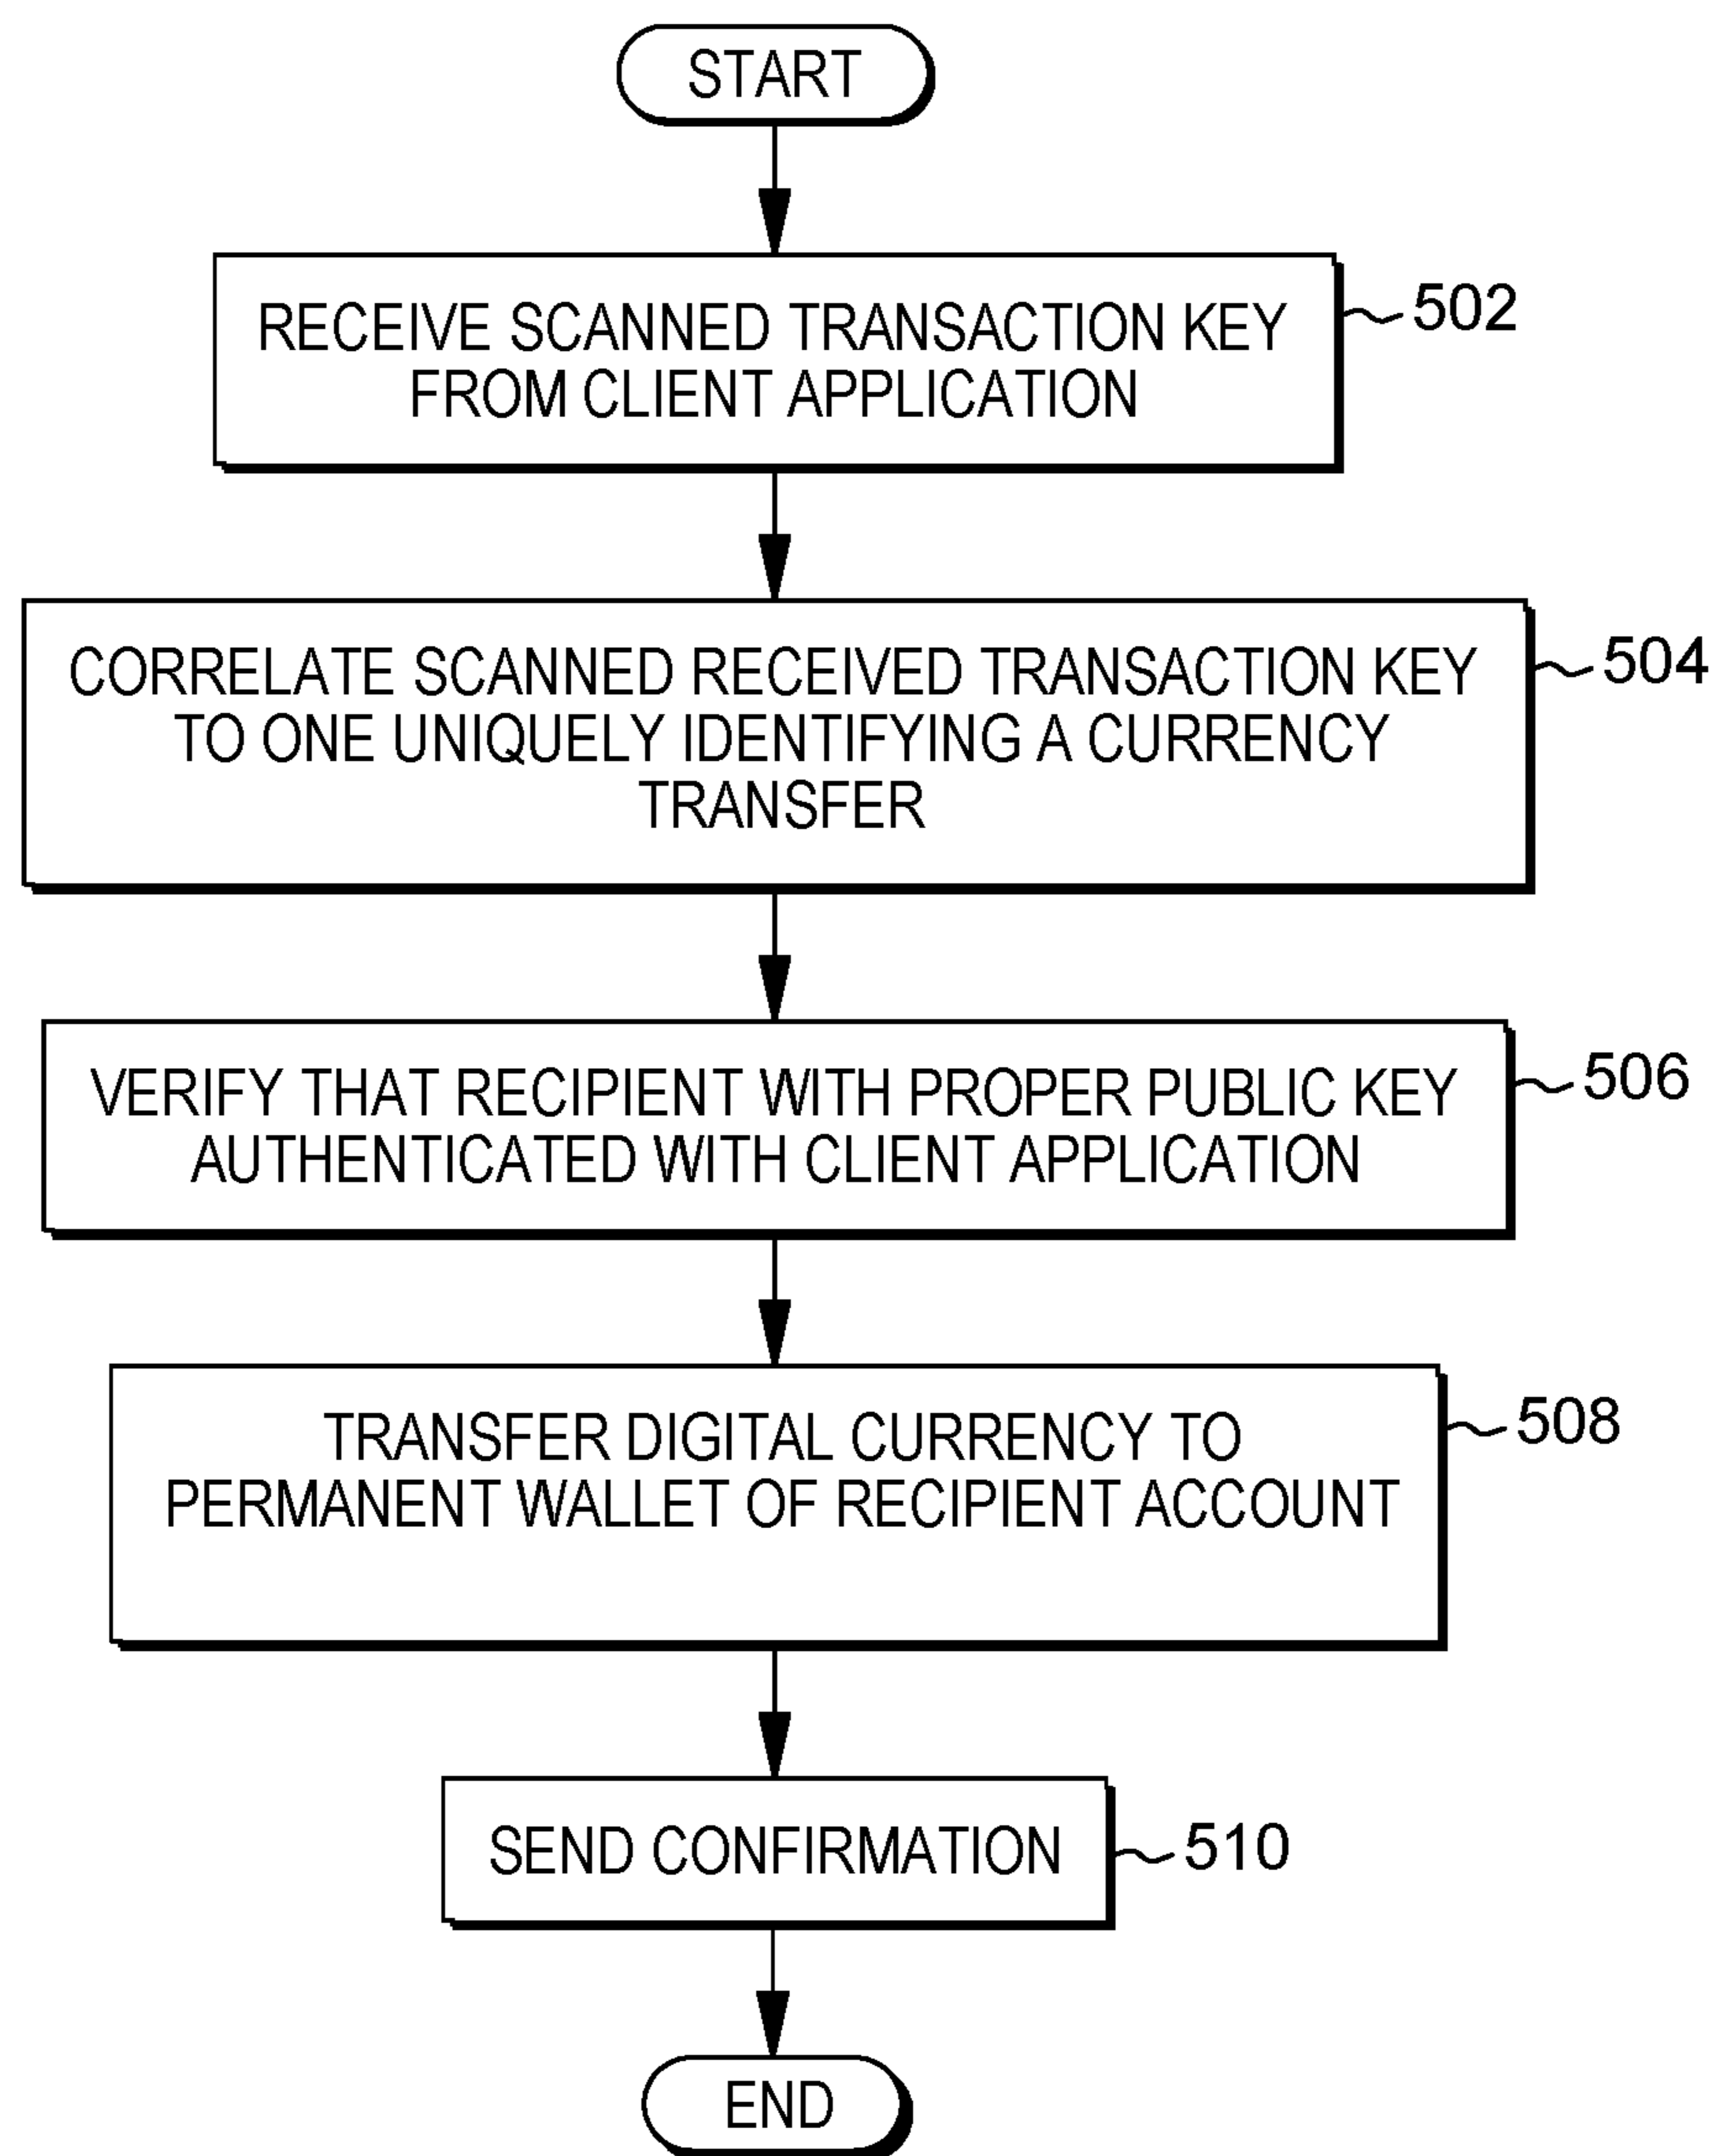 START
RECEIVE SCANNED TRANSACTION KEY
FROM CLIENT APPLICATION
502
CORRELATE SCANNED RECEIVED TRANSACTION KEY
TO ONE UNIQUELY IDENTIFYING A CURRENCY
TRANSFER
504
VERIFY THAT RECIPIENT WITH PROPER PUBLIC KEY
AUTHENTICATED WITH CLIENT APPLICATION
506
TRANSFER DIGITAL CURRENCY TO
PERMANENT WALLET OF RECIPIENT ACCOUNT
508
SEND CONFIRMATION
510
END